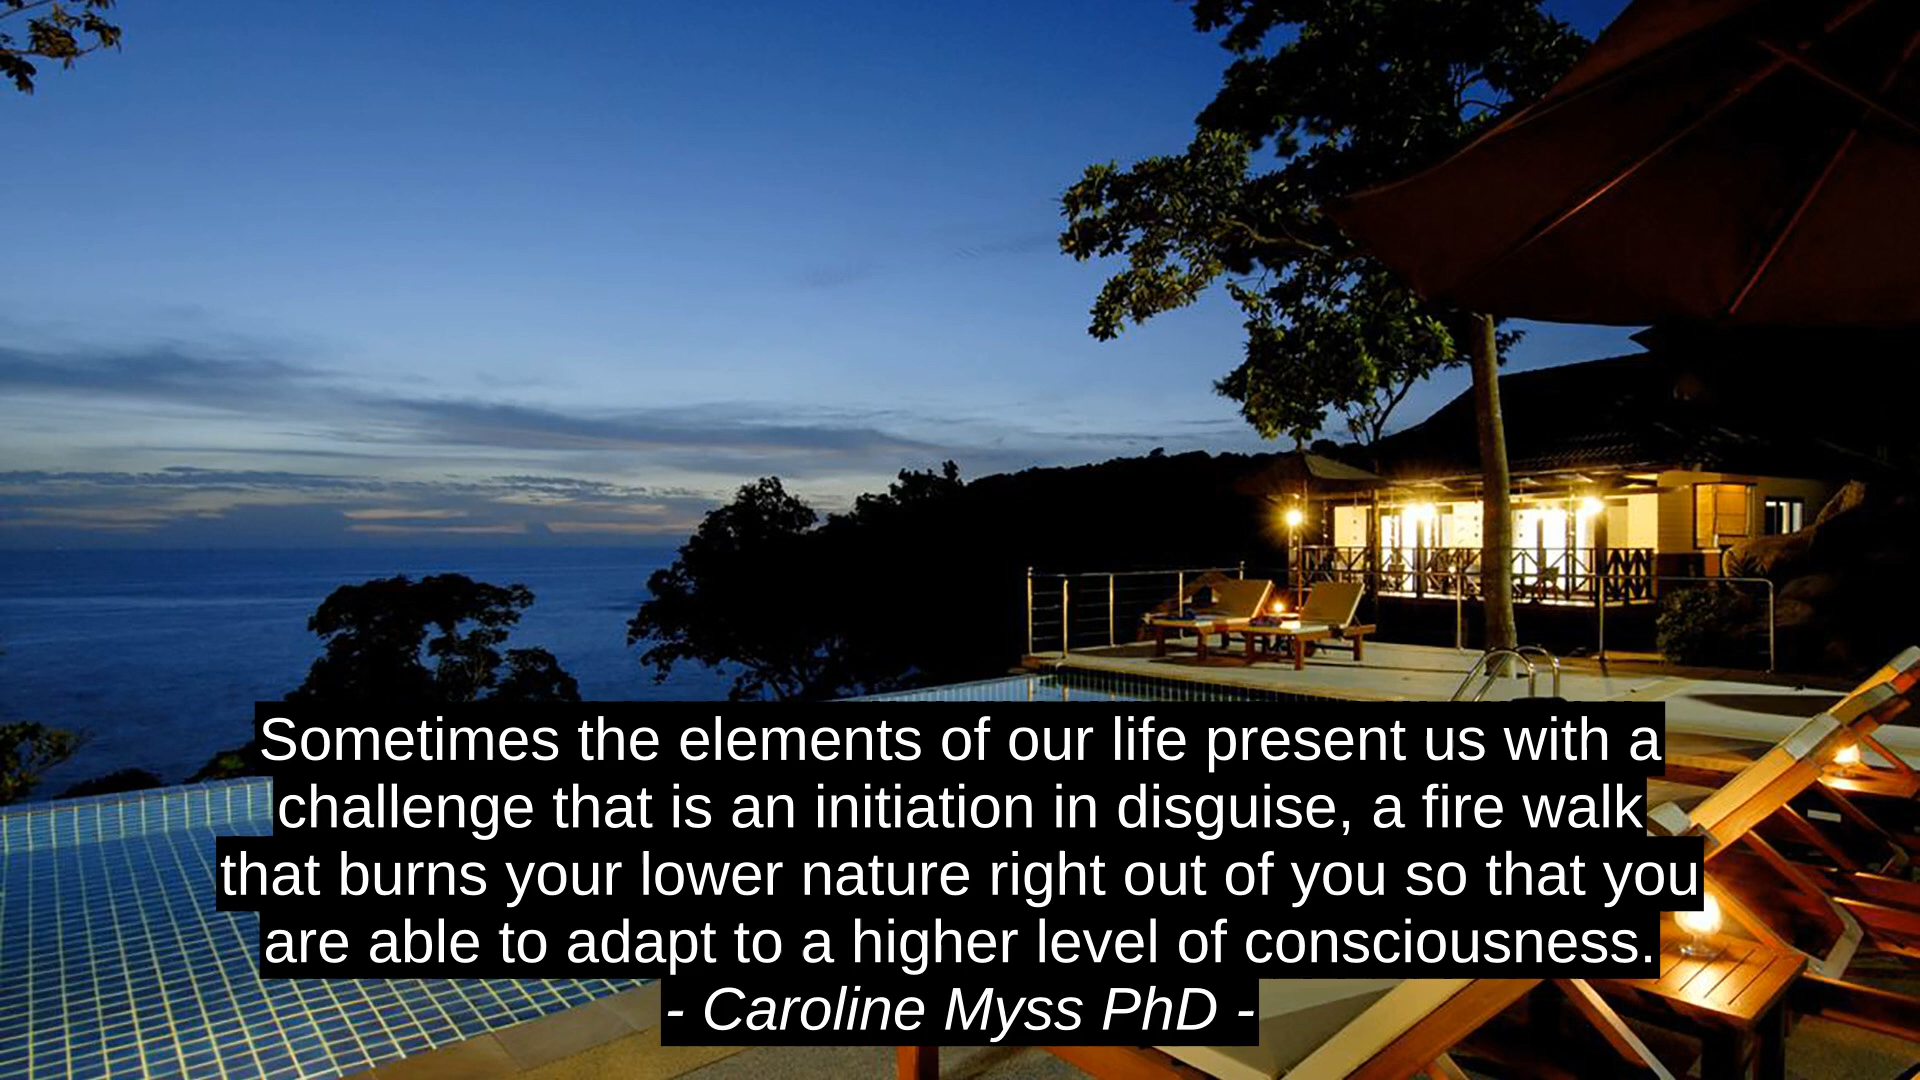 Sometimes the elements of our life present us with a
challenge that is an initiation in disguise, a fire walk
that burns your lower nature right out of you so that you
are able to adapt to a higher level of consciousness.
- Caroline Myss PhD -